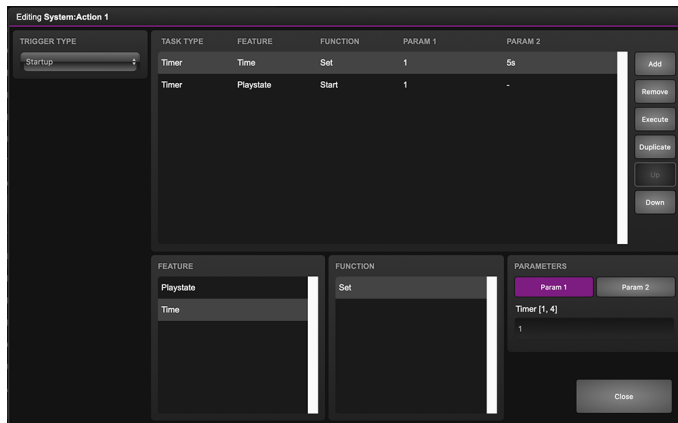 Editing System:Action 1
TRIGGER TYPE
Startup
TASK TYPE FEATURE FUNCTION PARAM 1 PARAM 2
Timer Time Set 1 5s
Timer Playstate Start 1 -
Add
Remove
Execute
Duplicate
Up
Down
FEATURE
Playstate
Time
FUNCTION
Set
PARAMETERS
Param 1 Param 2
Timer [1, 4]
1
Close